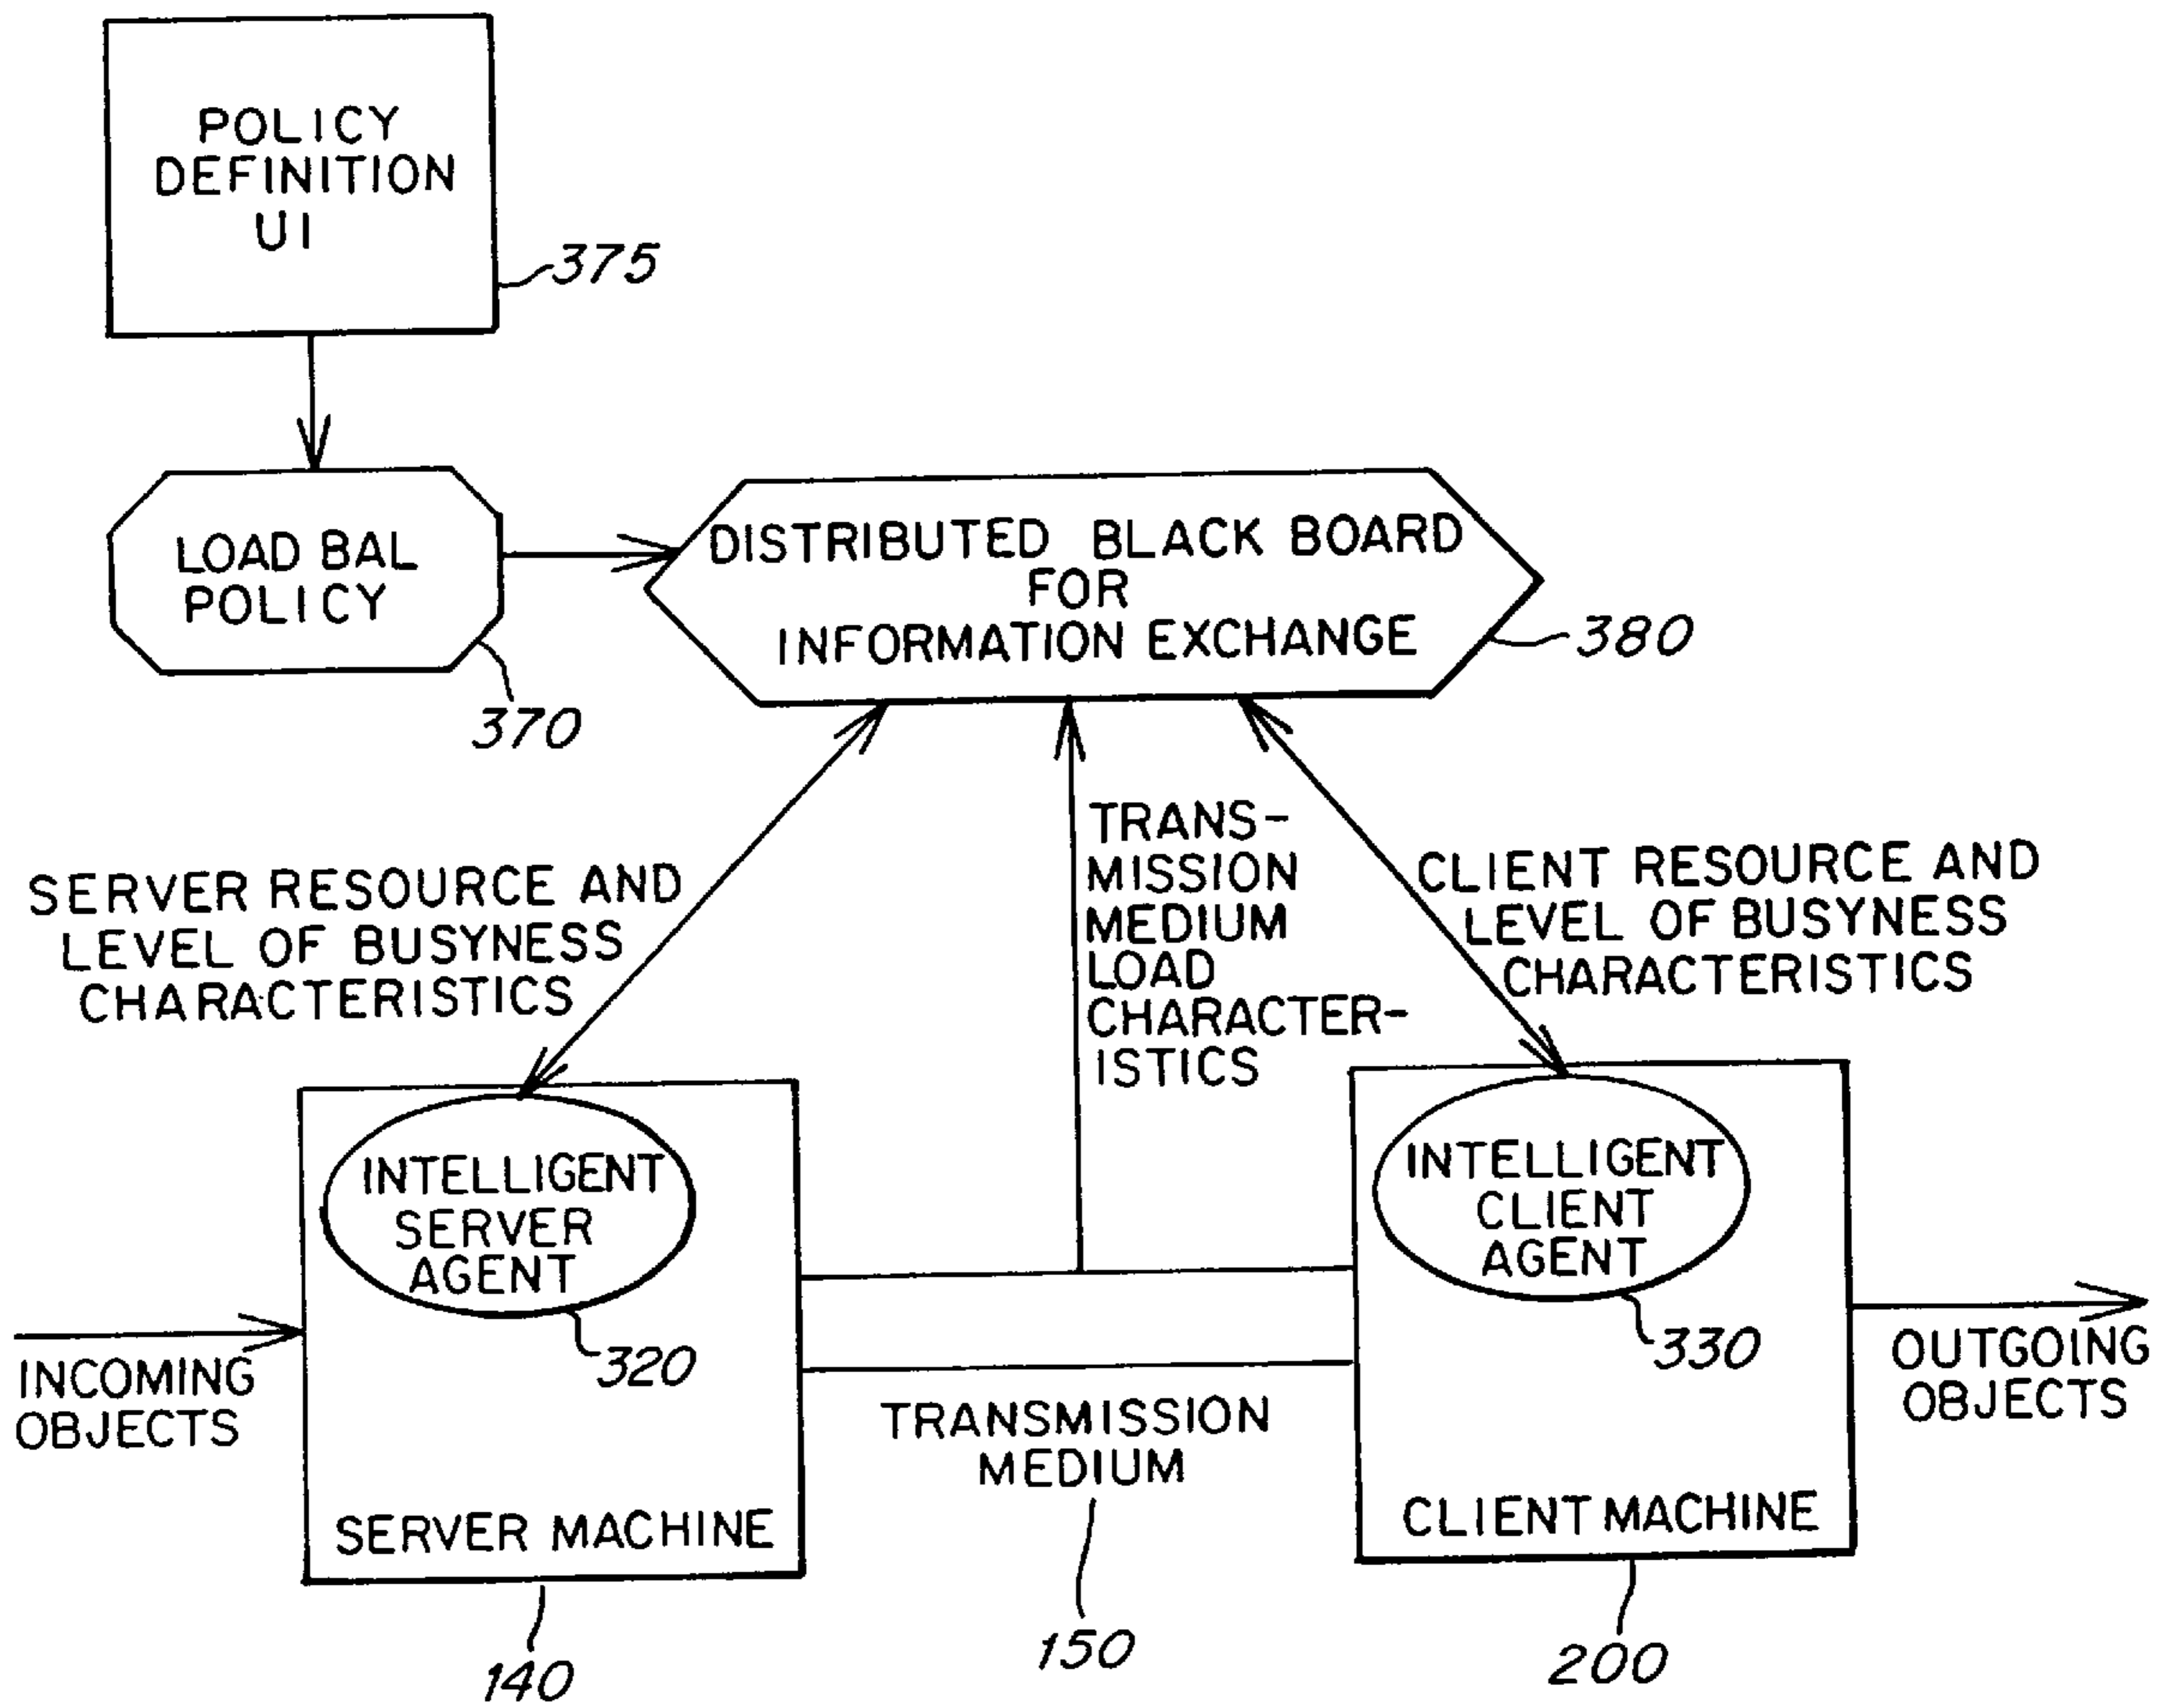 POLICY
DEFINITION
UI
375
LOAD BAL
POLICY
370
DISTRIBUTED BLACK BOARD
FOR
INFORMATION EXCHANGE
380
SERVER RESOURCE AND
LEVEL OF BUSYNESS
CHARACTERISTICS
TRANS-
MISSION
MEDIUM
LOAD
CHARACTER-
ISTICS
CLIENT RESOURCE AND
LEVEL OF BUSYNESS
CHARACTERISTICS
INTELLIGENT
SERVER
AGENT
320
INTELLIGENT
CLIENT
AGENT
330
INCOMING
OBJECTS
OUTGOING
OBJECTS
TRANSMISSION
MEDIUM
SERVER MACHINE
CLIENT MACHINE
140
150
200